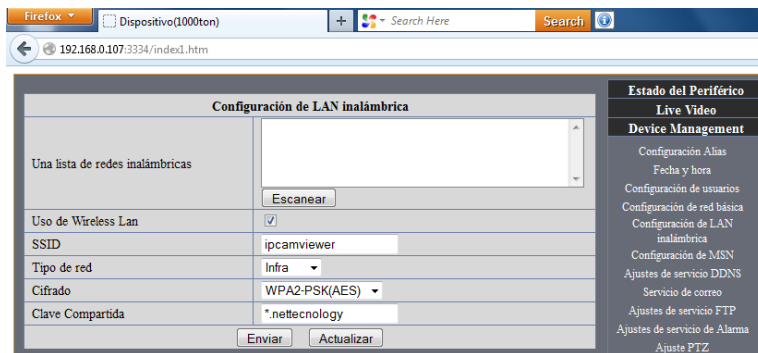 Firefox
Dispositivo(1000ton)
+
Search Here
Search
192.168.0.107:3334/index1.htm
Configuración de LAN inalámbrica
Una lista de redes inalámbricas
Escanear
Uso de Wireless Lan
SSID
ipcamviewer
Tipo de red
Infra
Cifrado
WPA2-PSK(AES)
Clave Compartida
*.nettecnology
Enviar
Actualizar
Estado del Periférico
Live Video
Device Management
Configuración Alias
Fecha y hora
Configuración de usuarios
Configuración de red básica
Configuración de LAN
inalámbrica
Configuración de MSN
Ajustes de servicio DDNS
Servicio de correo
Ajustes de servicio FTP
Ajustes de servicio de Alarma
Ajuste PTZ